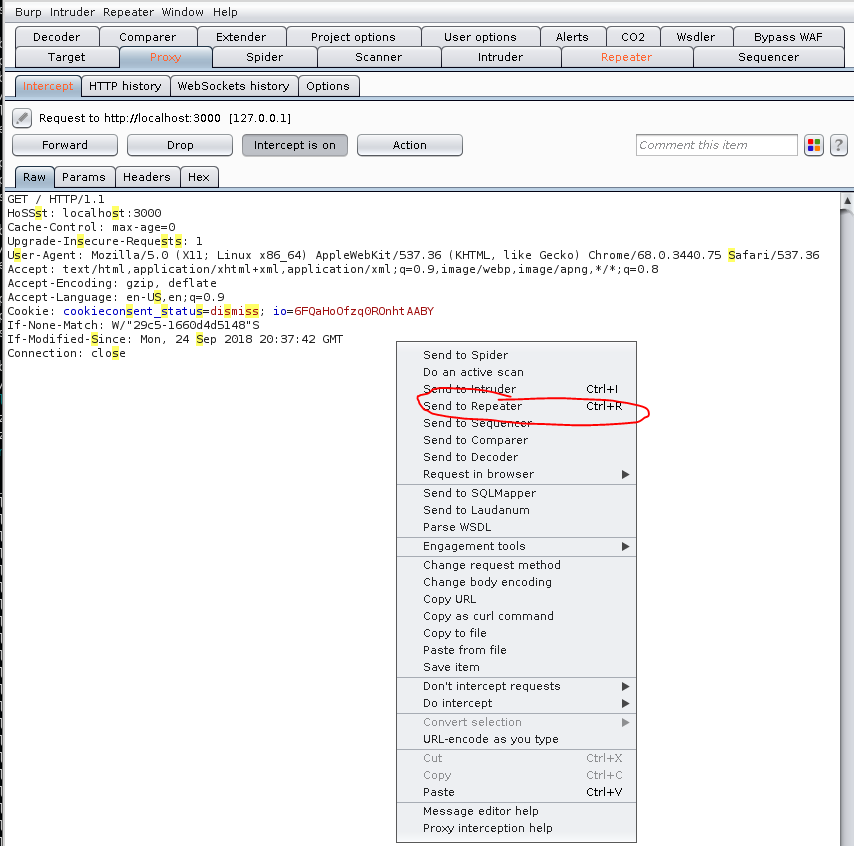 Burp Intruder Repeater Window Help
Decoder Comparer Extender Project options User options Alerts CO2 Wsdler Bypass WAF
Target Proxy Spider Scanner Intruder Repeater Sequencer
Intercept HTTP history WebSockets history Options
Request to http://localhost:3000 [127.0.0.1]
Forward Drop Intercept is on Action Comment this item ?
Raw Params Headers Hex
GET / HTTP/1.1
HoSSst: localhost:3000
Cache-Control: max-age=0
Upgrade-Insecure-Requests: 1
User-Agent: Mozilla/5.0 (X11; Linux x86_64) AppleWebKit/537.36 (KHTML, like Gecko) Chrome/68.0.3440.75 Safari/537.36
Accept: text/html,application/xhtml+xml,application/xml;q=0.9,image/webp,image/apng,*/*;q=0.8
Accept-Encoding: gzip, deflate
Accept-Language: en-US,en;q=0.9
Cookie: cookieconsent_status=dismiss; io=6FQaHoOfzq0ROnhtAABY
If-None-Match: W/"29c5-1660d4d5148"S
If-Modified-Since: Mon, 24 Sep 2018 20:37:42 GMT
Connection: close
Send to Spider
Do an active scan
Send to Intruder Ctrl+I
Send to Repeater Ctrl+R
Send to Sequencer
Send to Comparer
Send to Decoder
Request in browser
Send to SQLMapper
Send to Laudanum
Parse WSDL
Engagement tools
Change request method
Change body encoding
Copy URL
Copy as curl command
Copy to file
Paste from file
Save item
Don't intercept requests
Do intercept
Convert selection
URL-encode as you type
Cut Ctrl+X
Copy Ctrl+C
Paste Ctrl+V
Message editor help
Proxy interception help